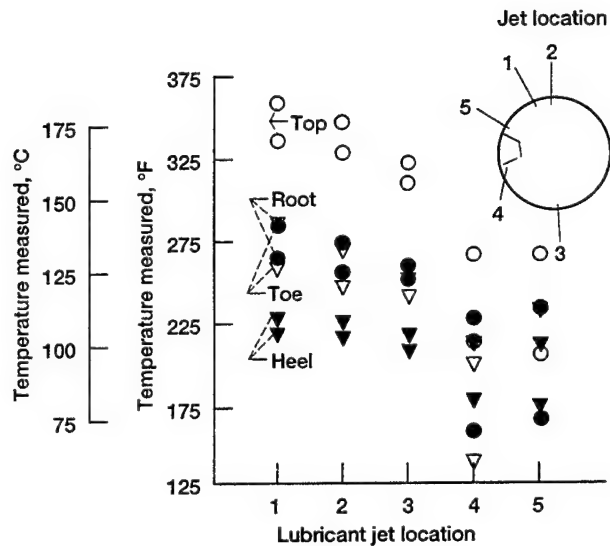 Jet location
1
2
5
4
3
375
325
275
225
175
125
175
150
125
100
75
Temperature measured, °C
Temperature measured, °F
Top
Root
Toe
Heel
1 2 3 4 5
Lubricant jet location